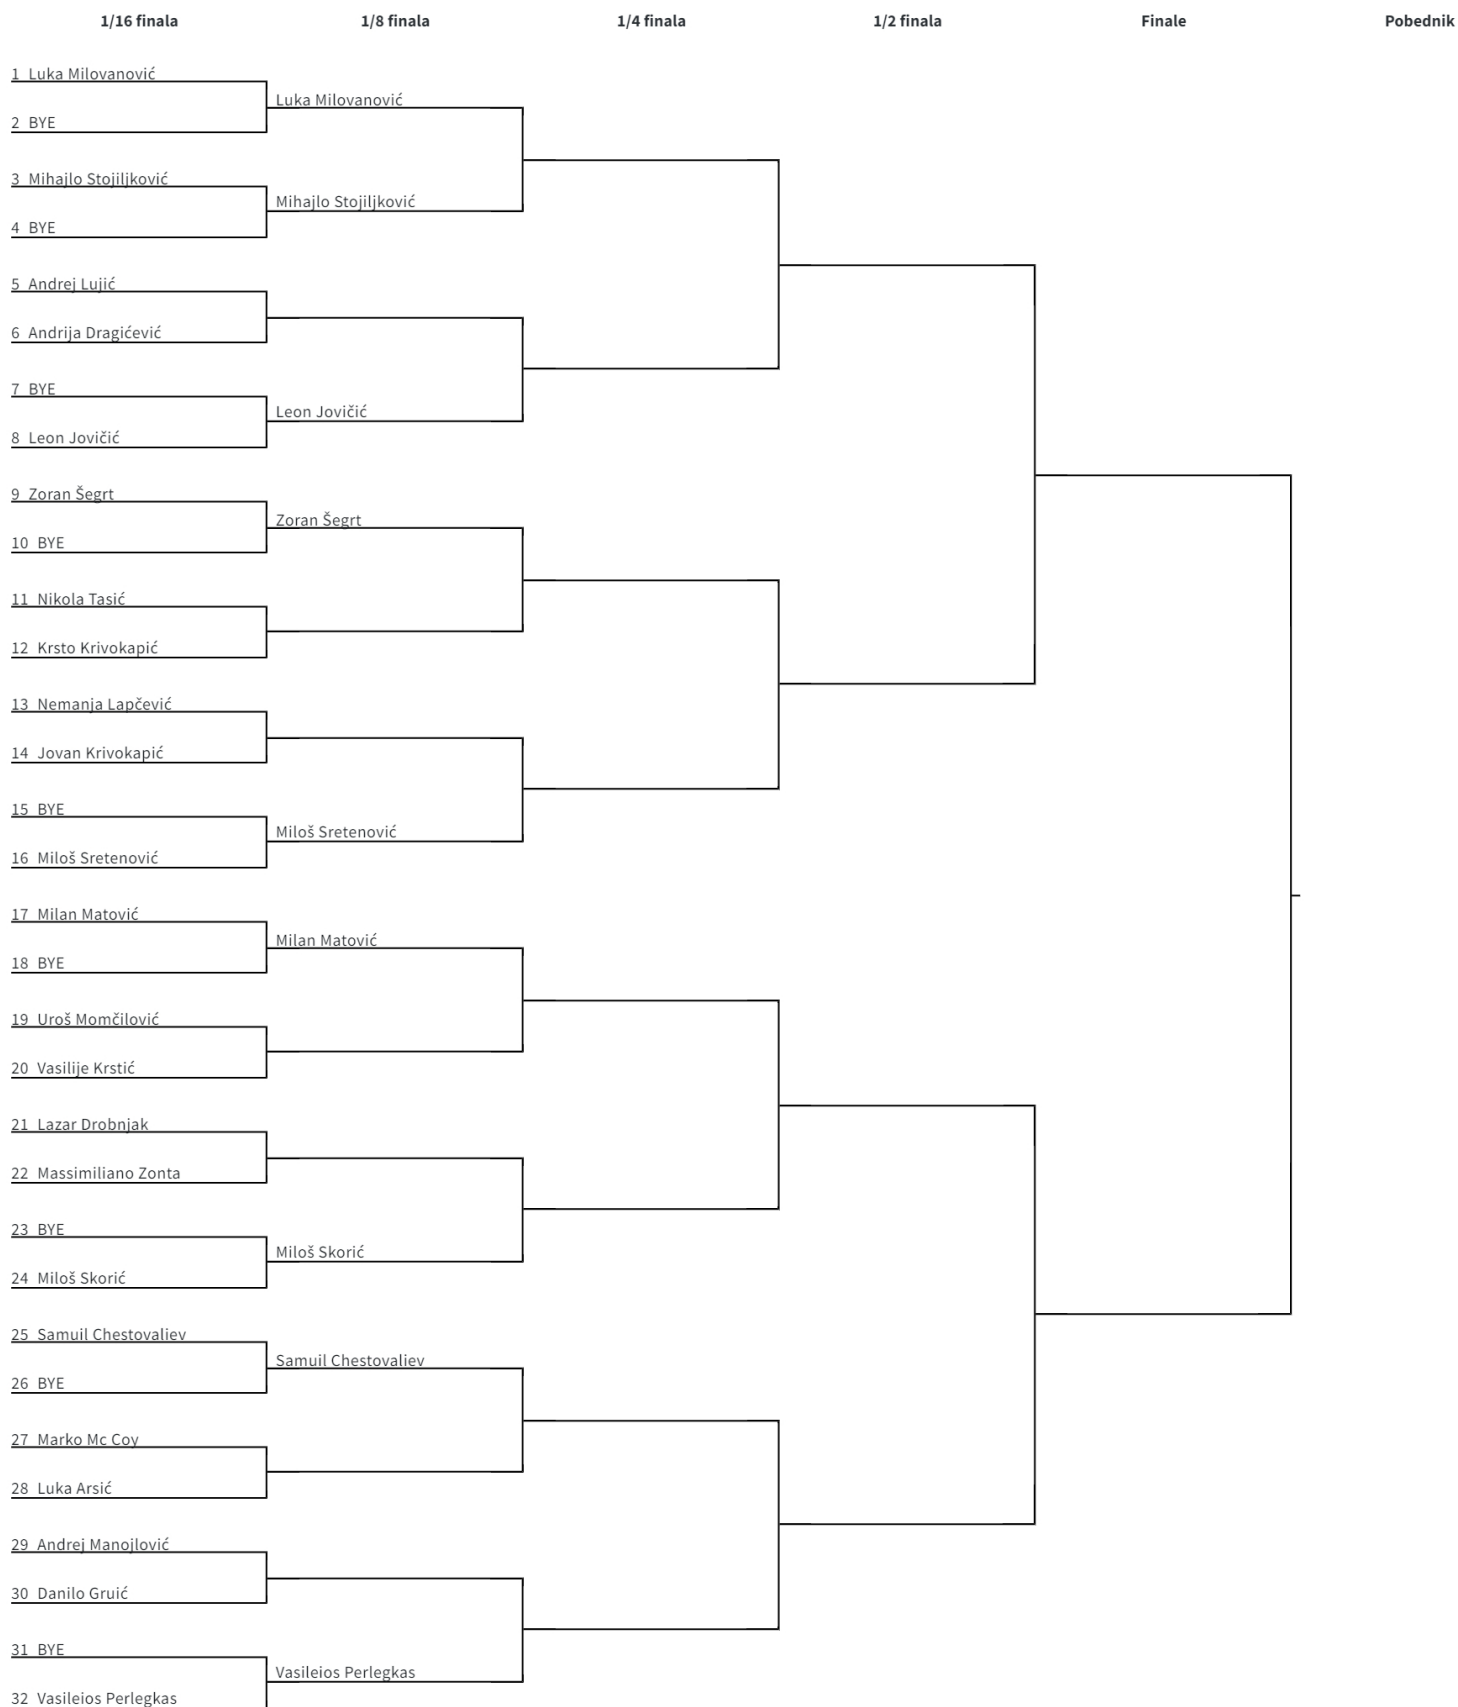 1/16 finala 1/8 finala 1/4 finala 1/2 finala Finale Pobednik
1 Luka Milovanović
Luka Milovanović
2 BYE
3 Mihajlo Stojiljković
Mihajlo Stojiljković
4 BYE
5 Andrej Lujić
6 Andrija Dragićević
7 BYE
Leon Jovičić
8 Leon Jovičić
9 Zoran Šegrt
Zoran Šegrt
10 BYE
11 Nikola Tasić
12 Krsto Krivokapić
13 Nemanja Lapčević
14 Jovan Krivokapić
15 BYE
Miloš Sretenović
16 Miloš Sretenović
17 Milan Matović
Milan Matović
18 BYE
19 Uroš Momčilović
20 Vasilije Krstić
21 Lazar Drobnjak
22 Massimiliano Zonta
23 BYE
Miloš Skorić
24 Miloš Skorić
25 Samuil Chestovaliev
Samuil Chestovaliev
26 BYE
27 Marko Mc Coy
28 Luka Arsić
29 Andrej Manojlović
30 Danilo Gruić
31 BYE
Vasileios Perlegkas
32 Vasileios Perlegkas